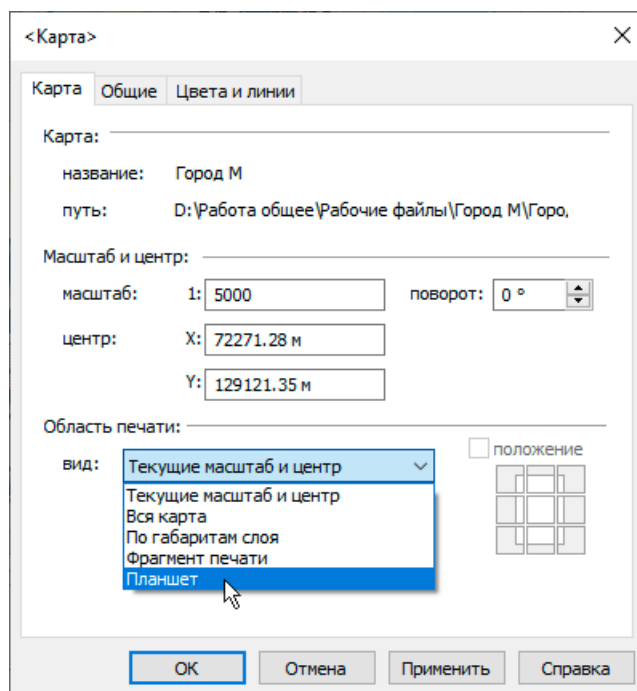 <Карта>
Карта Общие Цвета и линии
Карта:
название: Город М
путь: D:\Работа общее\Рабочие файлы\Город М\Горо,
Масштаб и центр:
масштаб: 1: 5000 поворот: 0 °
центр: X: 72271.28 м
Y: 129121.35 м
Область печати:
положение
вид: Текущие масштаб и центр
Текущие масштаб и центр
Вся карта
По габаритам слоя
Фрагмент печати
Планшет
ОК Отмена Применить Справка